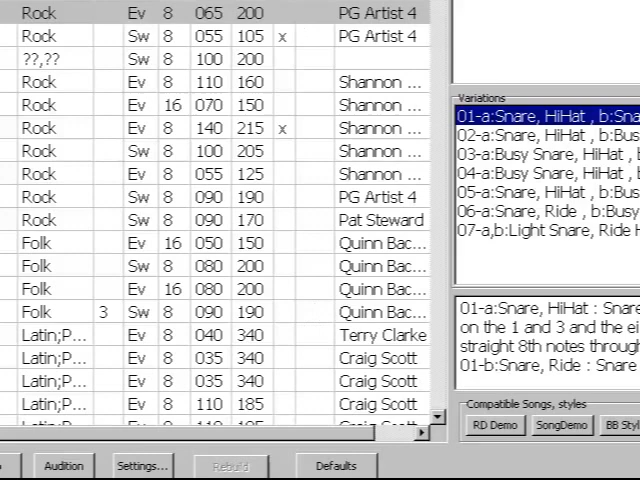 Rock Ev 8 065 200 PG Artist 4
Rock Sw 8 055 105 x PG Artist 4
??,?? Sw 8 100 200
Rock Ev 8 110 160 Shannon ...
Rock Ev 16 070 150 Shannon ...
Rock Ev 8 140 215 x Shannon ...
Rock Sw 8 100 205 Shannon ...
Rock Ev 8 055 125 Shannon ...
Rock Sw 8 090 190 PG Artist 4
Rock Sw 8 090 170 Pat Steward
Folk Ev 16 050 150 Quinn Bac...
Folk Sw 8 080 200 Quinn Bac...
Folk Ev 16 080 200 Quinn Bac...
Folk 3 Sw 8 090 190 Quinn Bac...
Latin;P... Ev 8 040 340 Terry Clarke
Latin;P... Ev 8 035 340 Craig Scott
Latin;P... Ev 8 035 340 Craig Scott
Latin;P... Ev 8 110 185 Craig Scott
Latin;P... Ev 8 110 185 Craig Scott
Audition Settings... Rebuild Defaults
Variations
01-a:Snare, HiHat , b:Sna
02-a:Snare, HiHat , b:Bus
03-a:Busy Snare, HiHat , b
04-a:Busy Snare, HiHat , b
05-a:Snare, HiHat , b:Bus
06-a:Snare, Ride , b:Busy
07-a,b:Light Snare, Ride H
01-a:Snare, HiHat : Snare
on the 1 and 3 and the ei
straight 8th notes through
01-b:Snare, Ride : Snare
Compatible Songs, styles
RD Demo SongDemo BB Styl